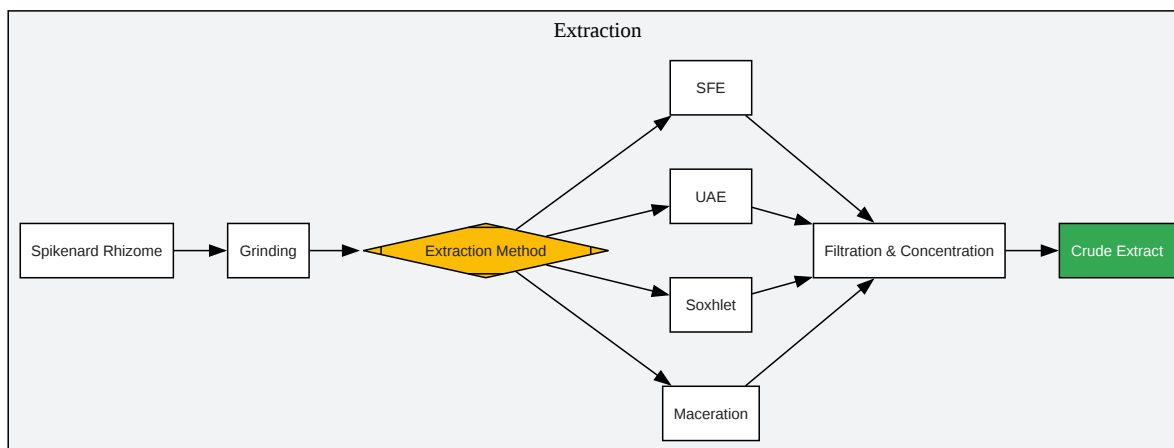 Extraction
Spikenard Rhizome
Grinding
Extraction Method
SFE
UAE
Soxhlet
Maceration
Filtration & Concentration
Crude Extract